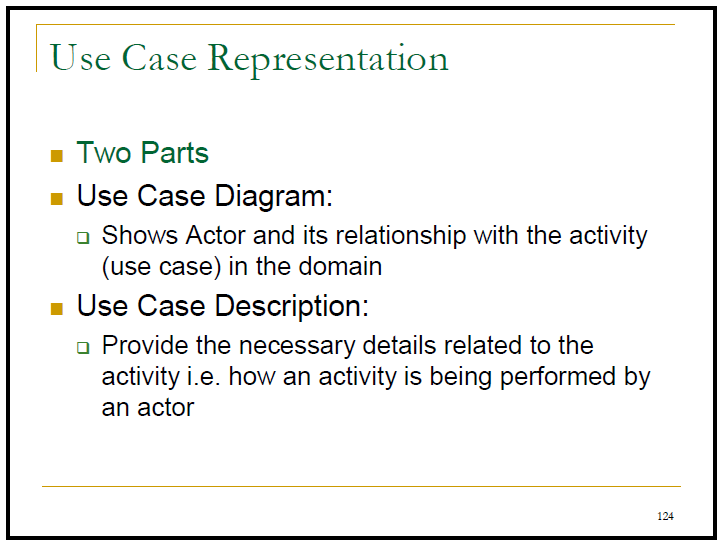 Use Case Representation
Two Parts
Use Case Diagram:
Shows Actor and its relationship with the activity
(use case) in the domain
Use Case Description:
Provide the necessary details related to the
activity i.e. how an activity is being performed by
an actor
124